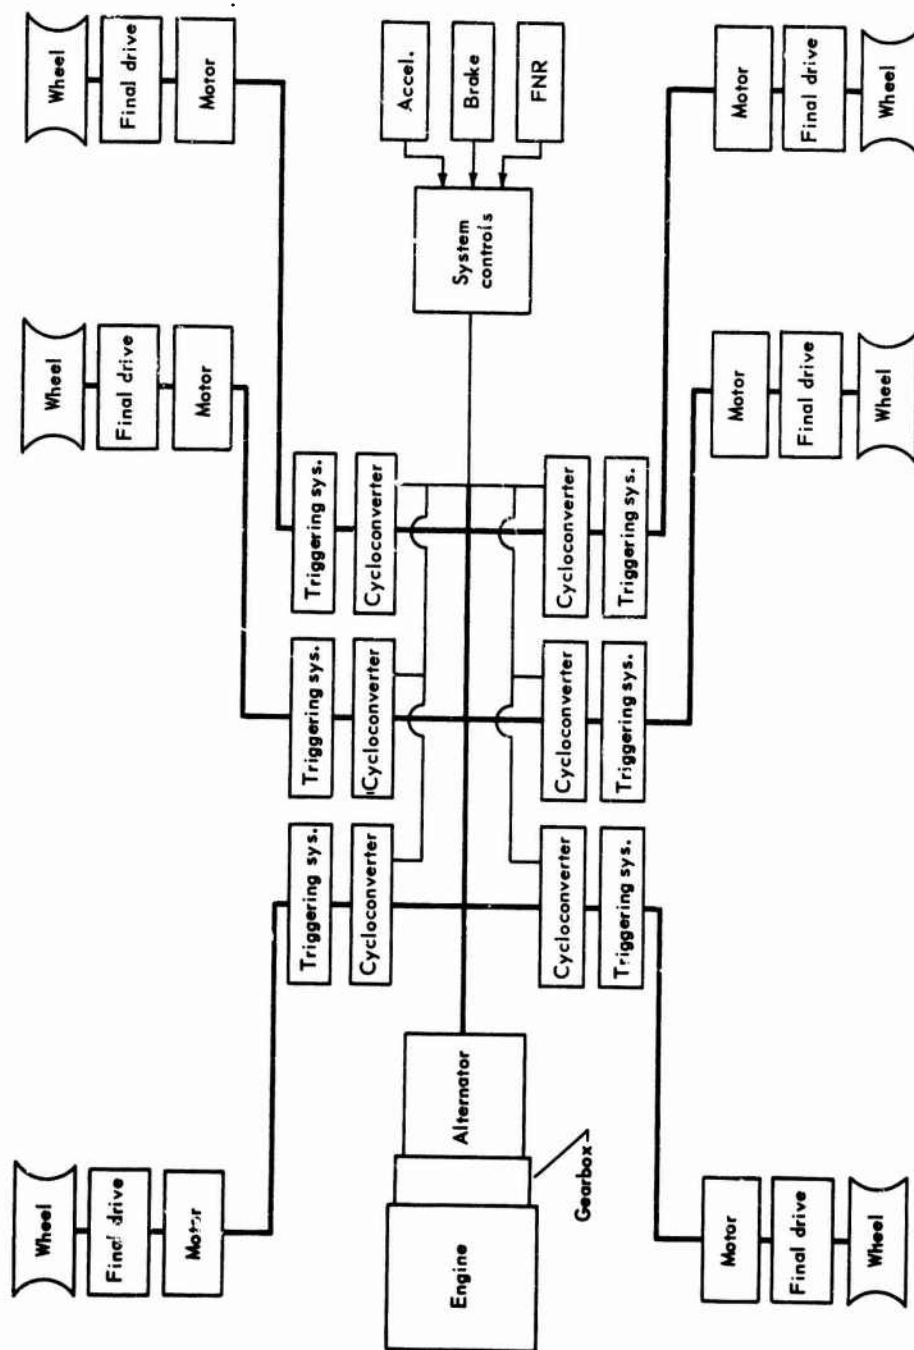 Wheel
Wheel
Wheel
Final drive
Final drive
Final drive
Motor
Motor
Motor
Triggering sys.
Triggering sys.
Triggering sys.
Cycloconverter
Cycloconverter
Cycloconverter
Accel.
Brake
FNR
Engine
Alternator
System
controls
Gearbox
Cycloconverter
Cycloconverter
Cycloconverter
Triggering sys.
Triggering sys.
Triggering sys.
Motor
Motor
Motor
Final drive
Final drive
Final drive
Wheel
Wheel
Wheel